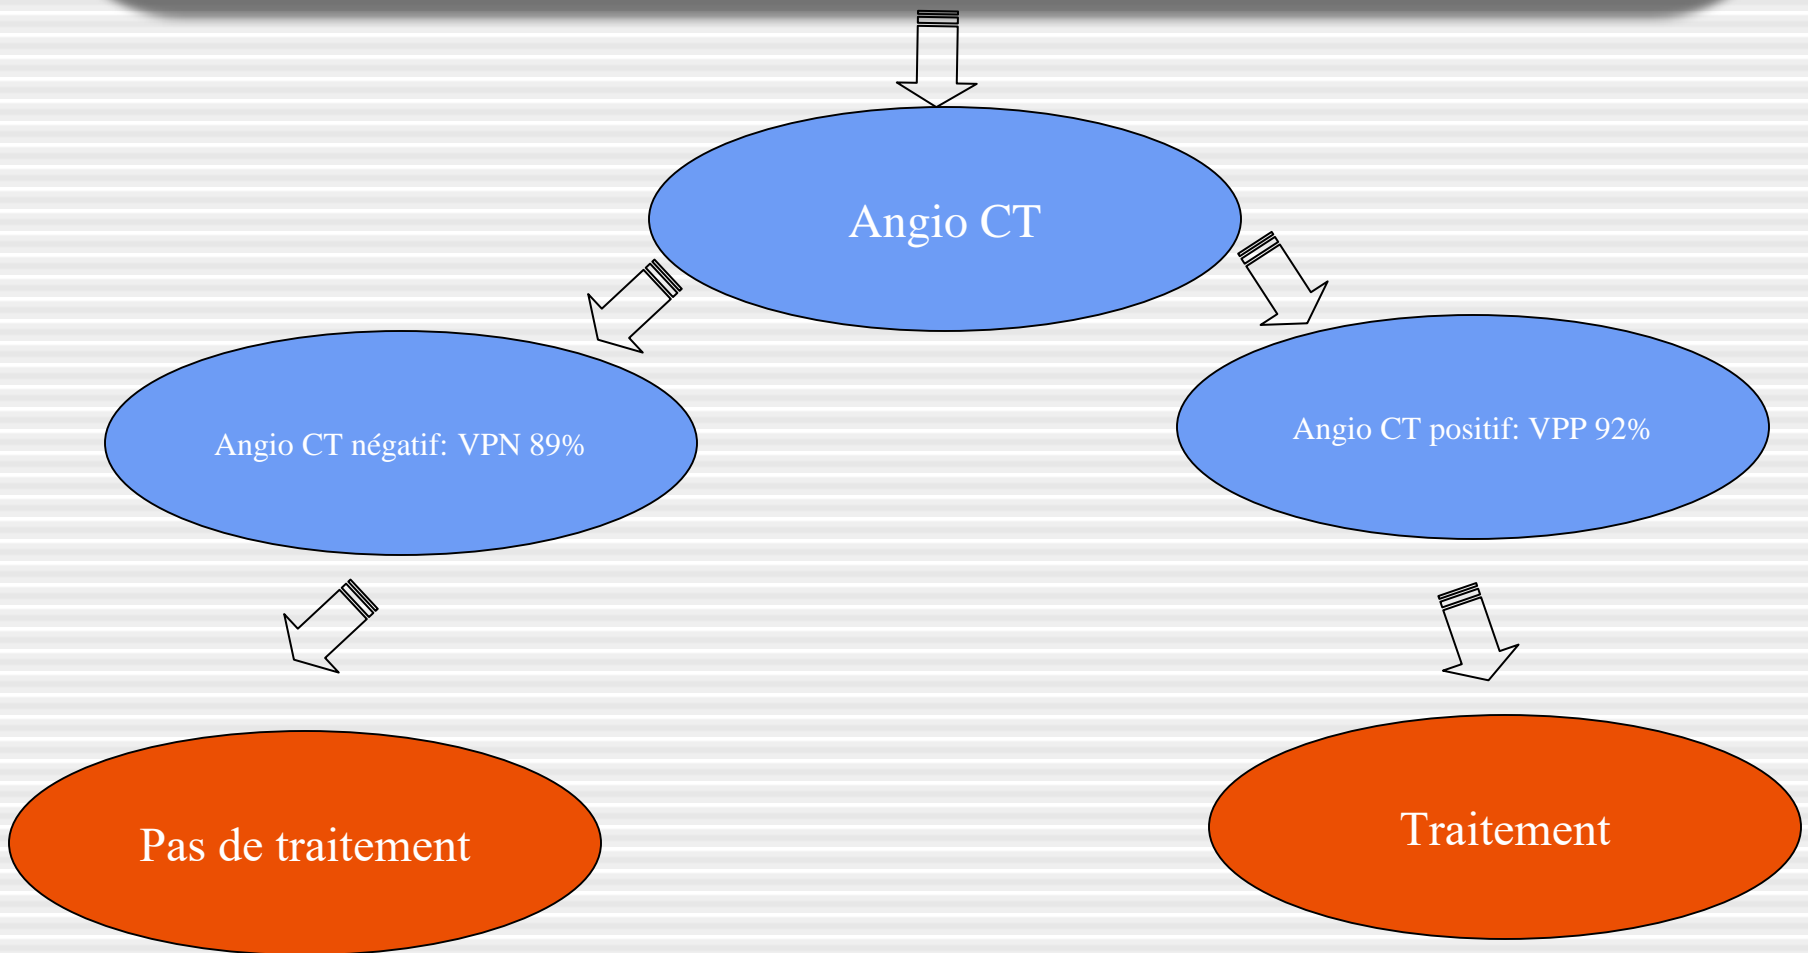 Angio CT
Angio CT négatif: VPN 89%
Angio CT positif: VPP 92%
Pas de traitement
Traitement